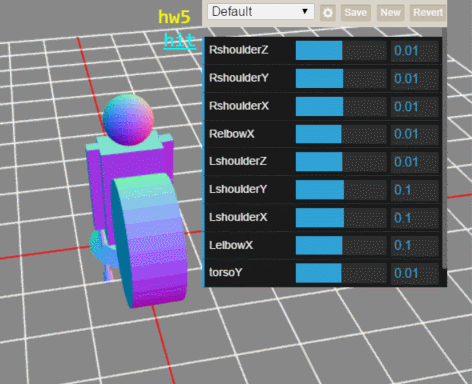 hw5
hit
Default
Save
New
Revert
RshoulderZ 0.01
RshoulderY 0.01
RshoulderX 0.01
RelbowX 0.01
LshoulderZ 0.01
LshoulderY 0.1
LshoulderX 0.1
LelbowX 0.1
torsoY 0.01